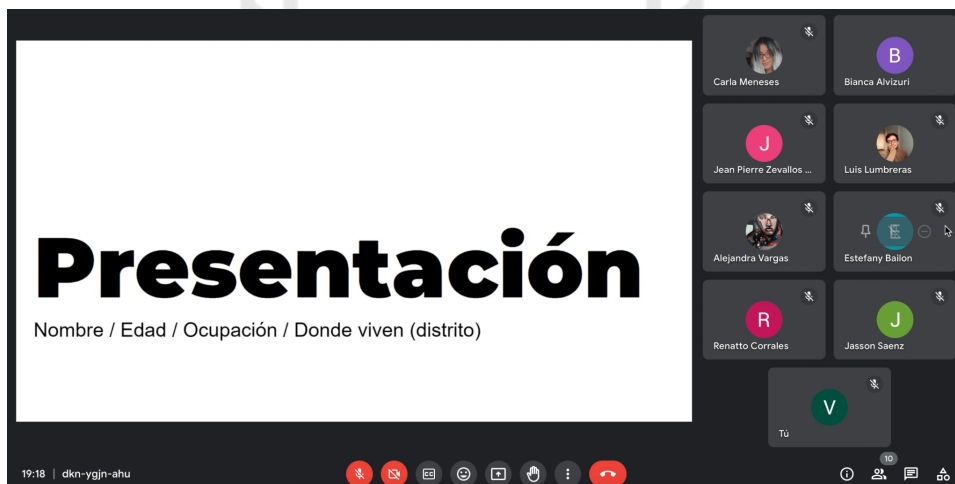 Presentación
Nombre / Edad / Ocupación / Donde viven (distrito)
Carla Meneses
B
Bianca Alvizuri
J
Jean Pierre Zevallos ...
Luis Lumbreras
Alejandra Vargas
E
Estefany Bailon
R
Renatto Corrales
J
Jasson Saenz
V
Tú
19:18 | dkn-ygjn-ahu
CC
10